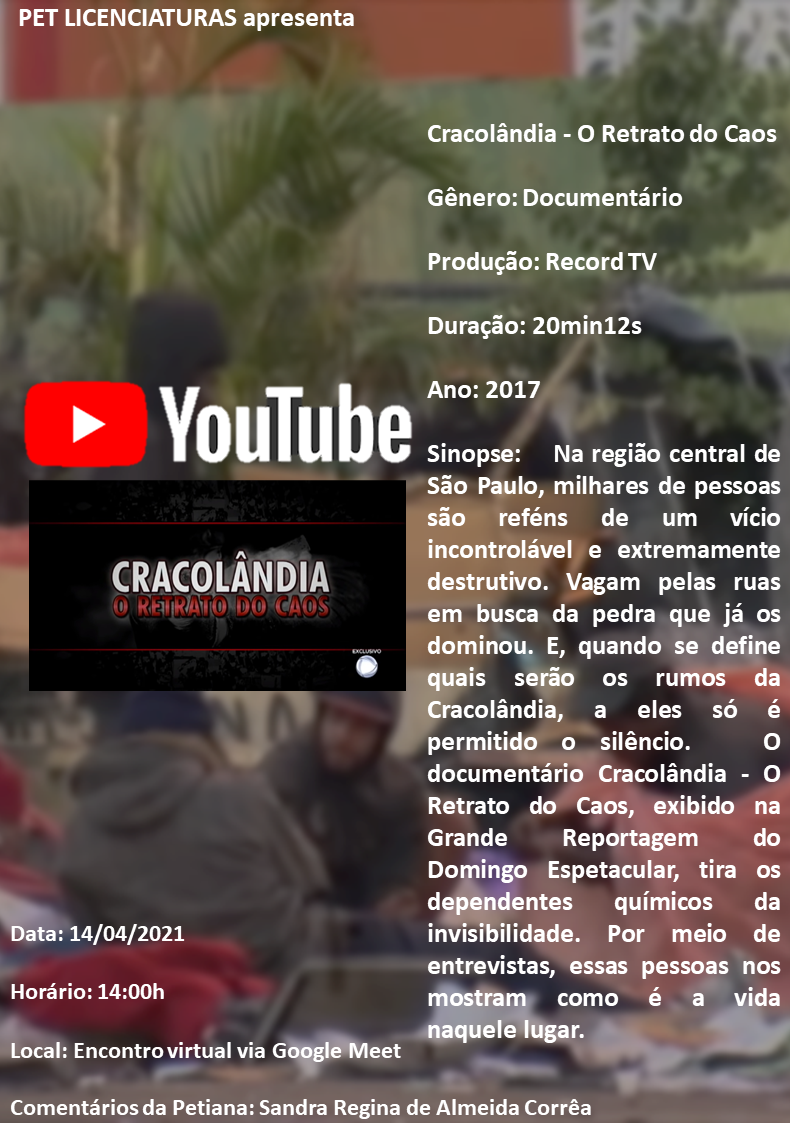 PET LICENCIATURAS apresenta
Cracolândia - O Retrato do Caos
Gênero: Documentário
Produção: Record TV
Duração: 20min12s
Ano: 2017
Sinopse: Na região central de
São Paulo, milhares de pessoas
são reféns de um vício
incontrolável e extremamente
destrutivo. Vagam pelas ruas
em busca da pedra que já os
dominou. E, quando se define
quais serão os rumos da
Cracolândia, a eles só é
permitido o silêncio. O
documentário Cracolândia - O
Retrato do Caos, exibido na
Grande Reportagem do
Domingo Espetacular, tira os
dependentes químicos da
invisibilidade. Por meio de
entrevistas, essas pessoas nos
mostram como é a vida
naquele lugar.
YouTube
CRACOLÂNDIA
O RETRATO DO CAOS
EXCLUSIVO
Data: 14/04/2021
Horário: 14:00h
Local: Encontro virtual via Google Meet
Comentários da Petiana: Sandra Regina de Almeida Corrêa